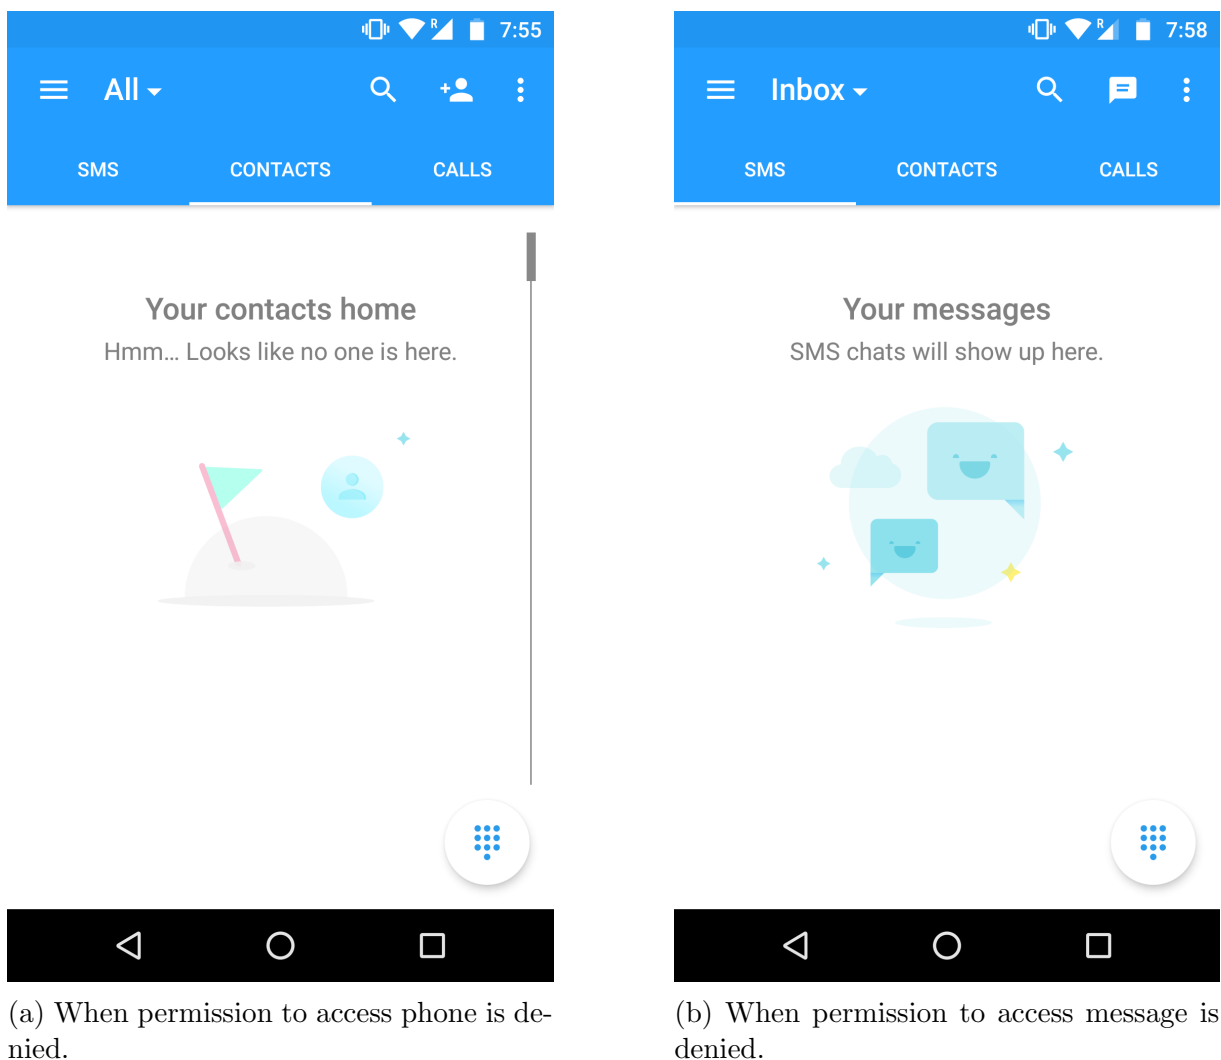 R 7:55
All
SMS CONTACTS CALLS
Your contacts home
Hmm... Looks like no one is here.
(a) When permission to access phone is de-
nied.
R 7:58
Inbox
SMS CONTACTS CALLS
Your messages
SMS chats will show up here.
(b) When permission to access message is
denied.